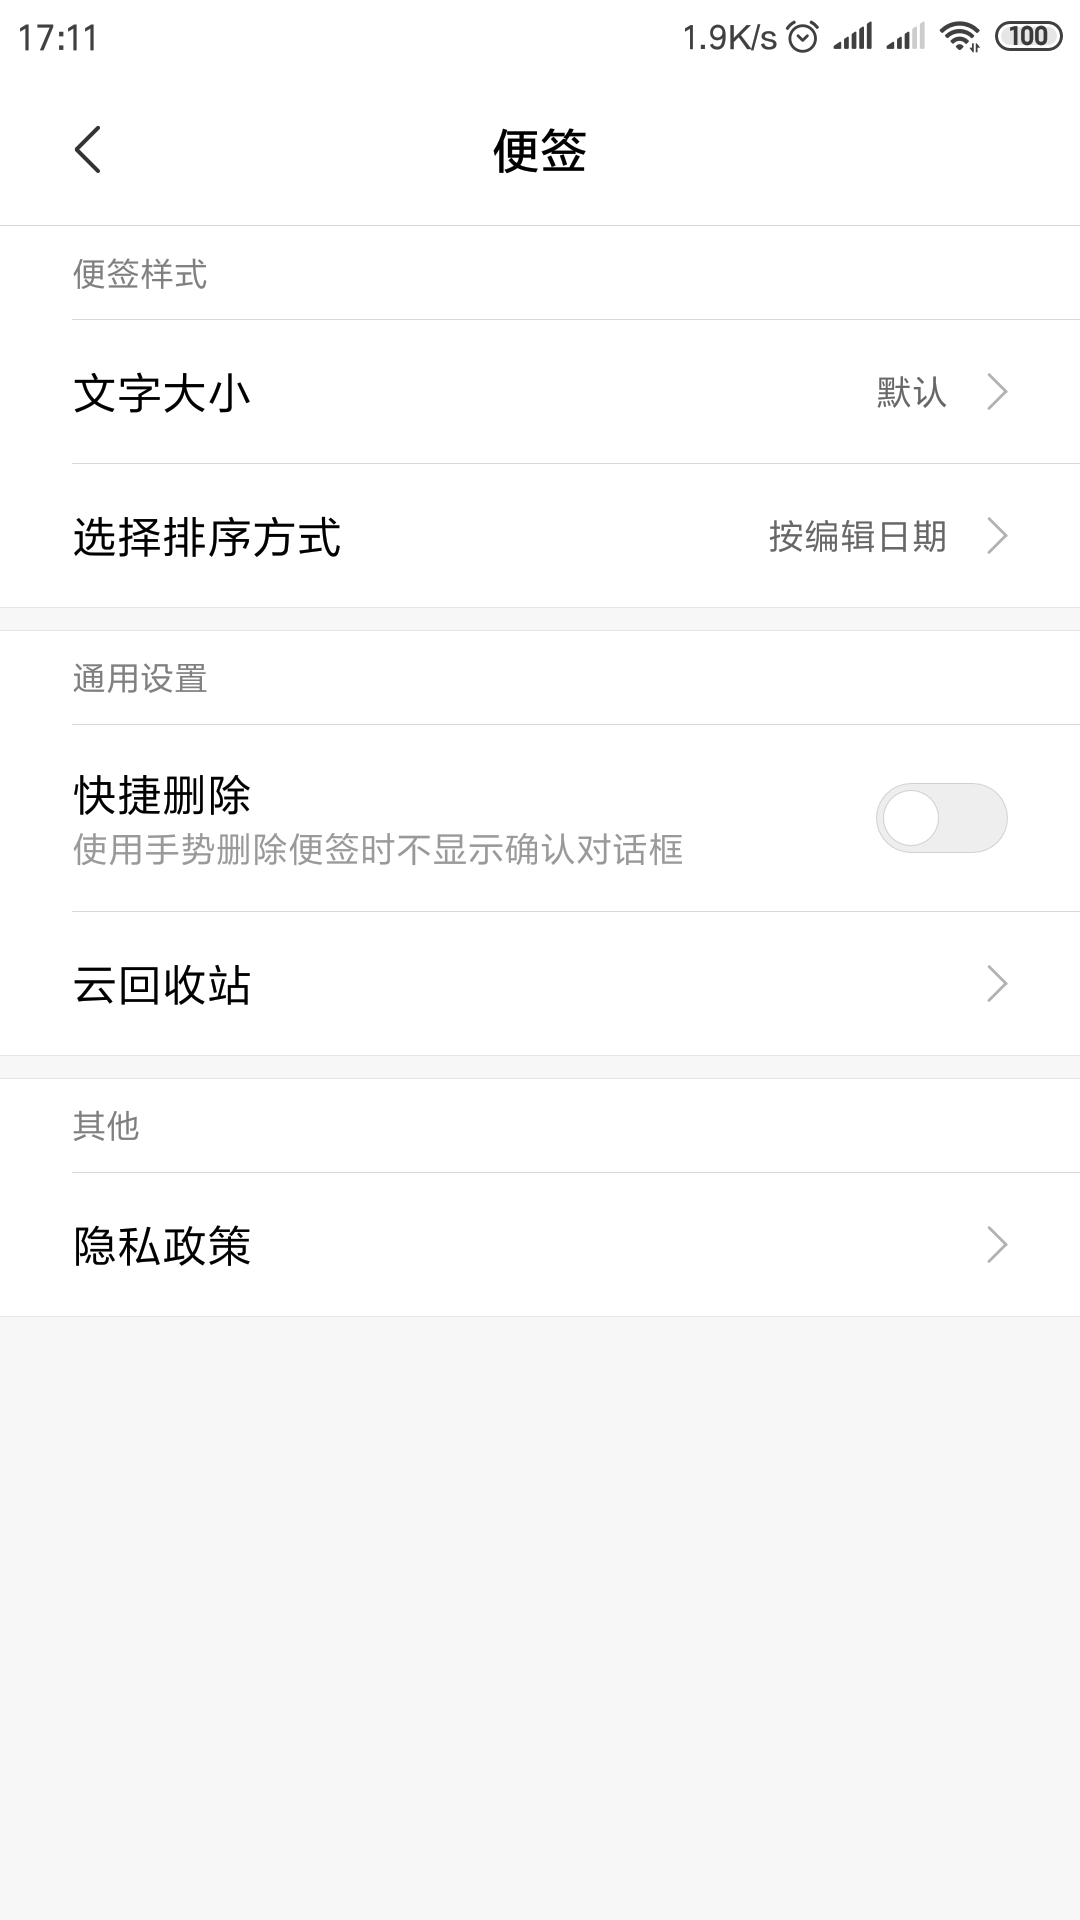 17:11 1.9K/s 100
便签
便签样式
文字大小 默认
选择排序方式 按编辑日期
通用设置
快捷删除
使用手势删除便签时不显示确认对话框
云回收站
其他
隐私政策